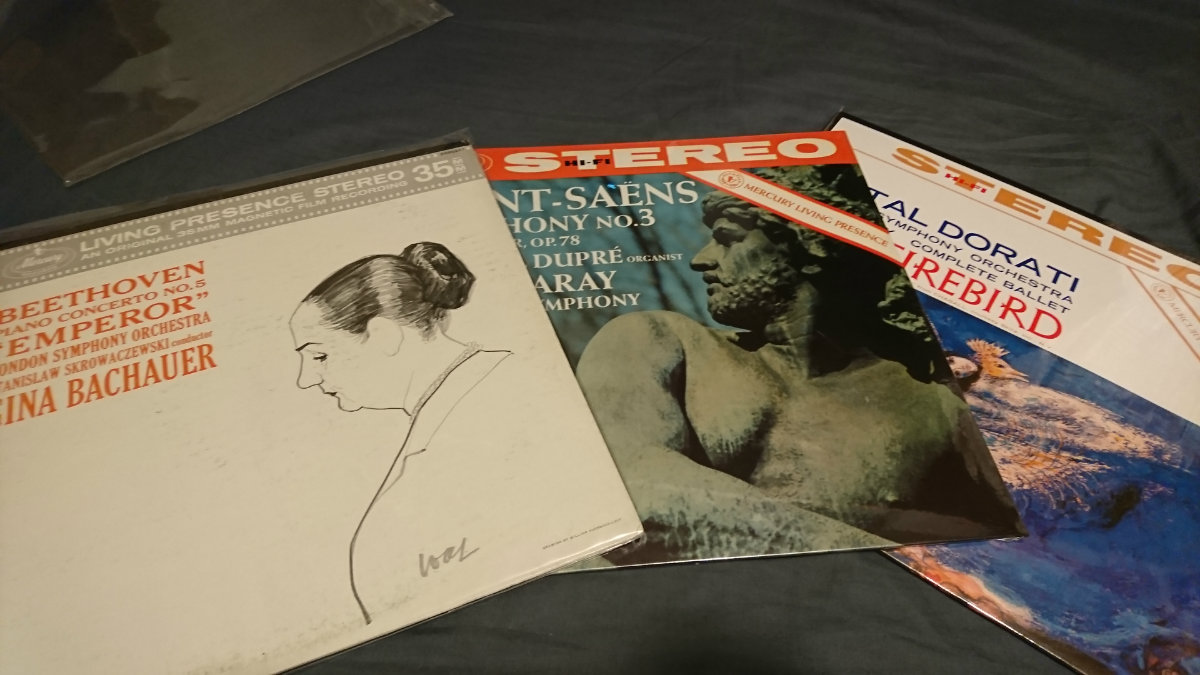 LIVING PRESENCE STEREO 35
AN ORIGINAL 35MM MAGNETIC FILM RECORDING
BEETHOVEN
PIANO CONCERTO NO. 5
"EMPEROR"
LONDON SYMPHONY ORCHESTRA
STANISLAW SKROWACZEWSKI conductor
GINA BACHAUER
STEREO
HI-FI
NT-SAËNS
HONY NO. 3
R, OP. 78
DUPRÉ ORGANIST
ARAY
YMPHONY
MERCURY LIVING PRESENCE
STEREO
HI-FI
TAL DORATI
SYMPHONY ORCHESTRA
COMPLETE BALLET
IREBIRD
MERCURY